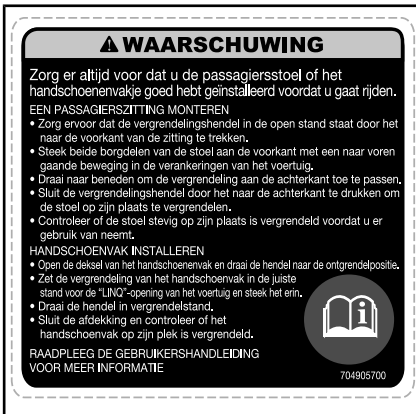 WAARSCHUWING
Zorg er altijd voor dat u de passagiersstoel of het
handschoenenvakje goed hebt geïnstalleerd voordat u gaat rijden.
EEN PASSAGIERSZITTING MONTEREN
• Zorg ervoor dat de vergrendelingshendel in de open stand staat door het
naar de voorkant van de zitting te trekken.
• Steek beide borgdelen van de stoel aan de voorkant met een naar voren
gaande beweging in de verankeringen van het voertuig.
• Draai naar beneden om de vergrendeling aan de achterkant toe te passen.
• Sluit de vergrendelingshendel door het naar de achterkant te drukken om
de stoel op zijn plaats te vergrendelen.
• Controleer of de stoel stevig op zijn plaats is vergrendeld voordat u er
gebruik van neemt.
HANDSCHOENVAK INSTALLEREN
• Open de deksel van het handschoenenvak en draai de hendel naar de ontgrendelpositie.
• Zet de vergrendeling van het handschoenvak in de juiste
stand voor de "LINQ"-opening van het voertuig en steek het erin.
• Draai de hendel in vergrendelstand.
• Sluit de afdekking en controleer of het
handschoenvak op zijn plek is vergrendeld.
RAADPLEEG DE GEBRUIKERSHANDLEIDING
VOOR MEER INFORMATIE
704905700